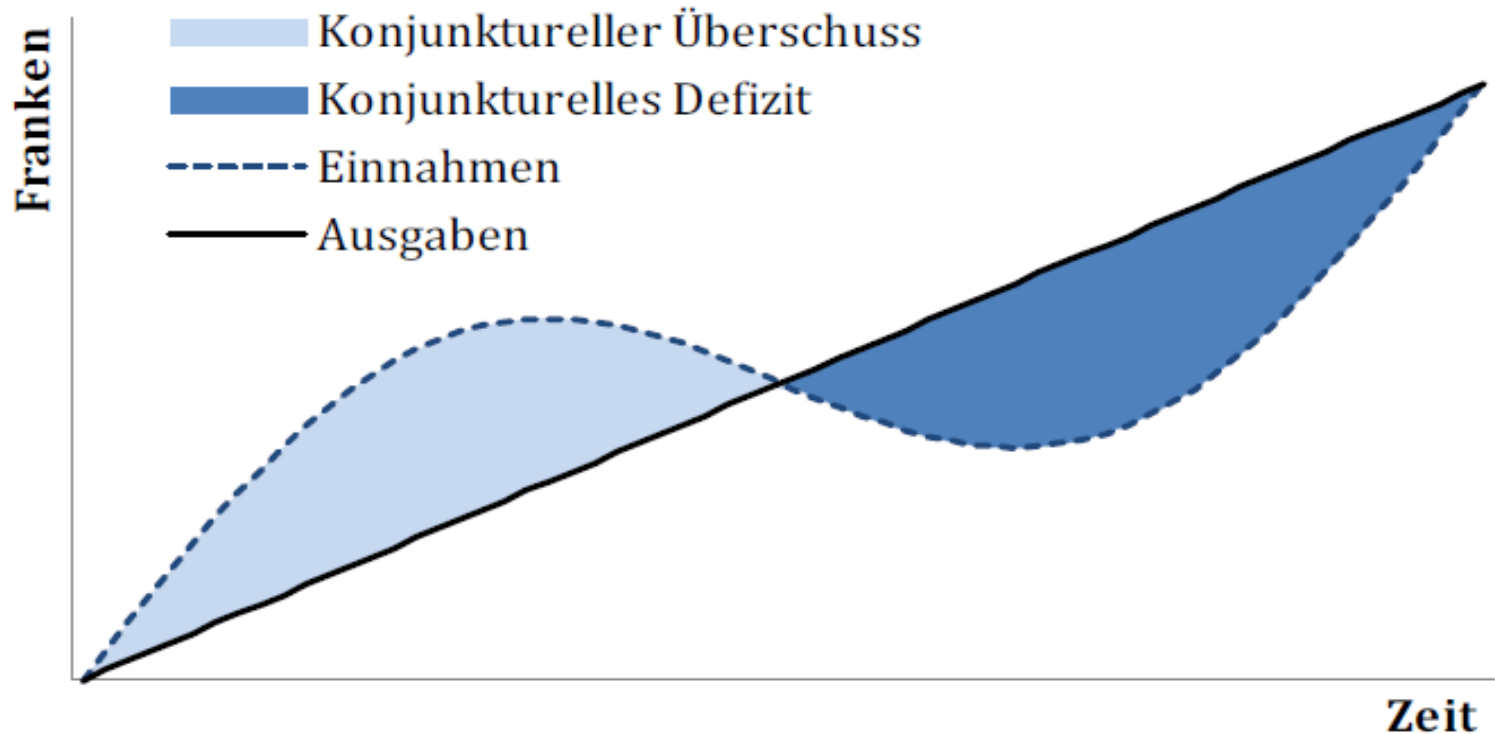 Franken
Konjunktureller Überschuss
Konjunkturelles Defizit
Einnahmen
Ausgaben
Zeit